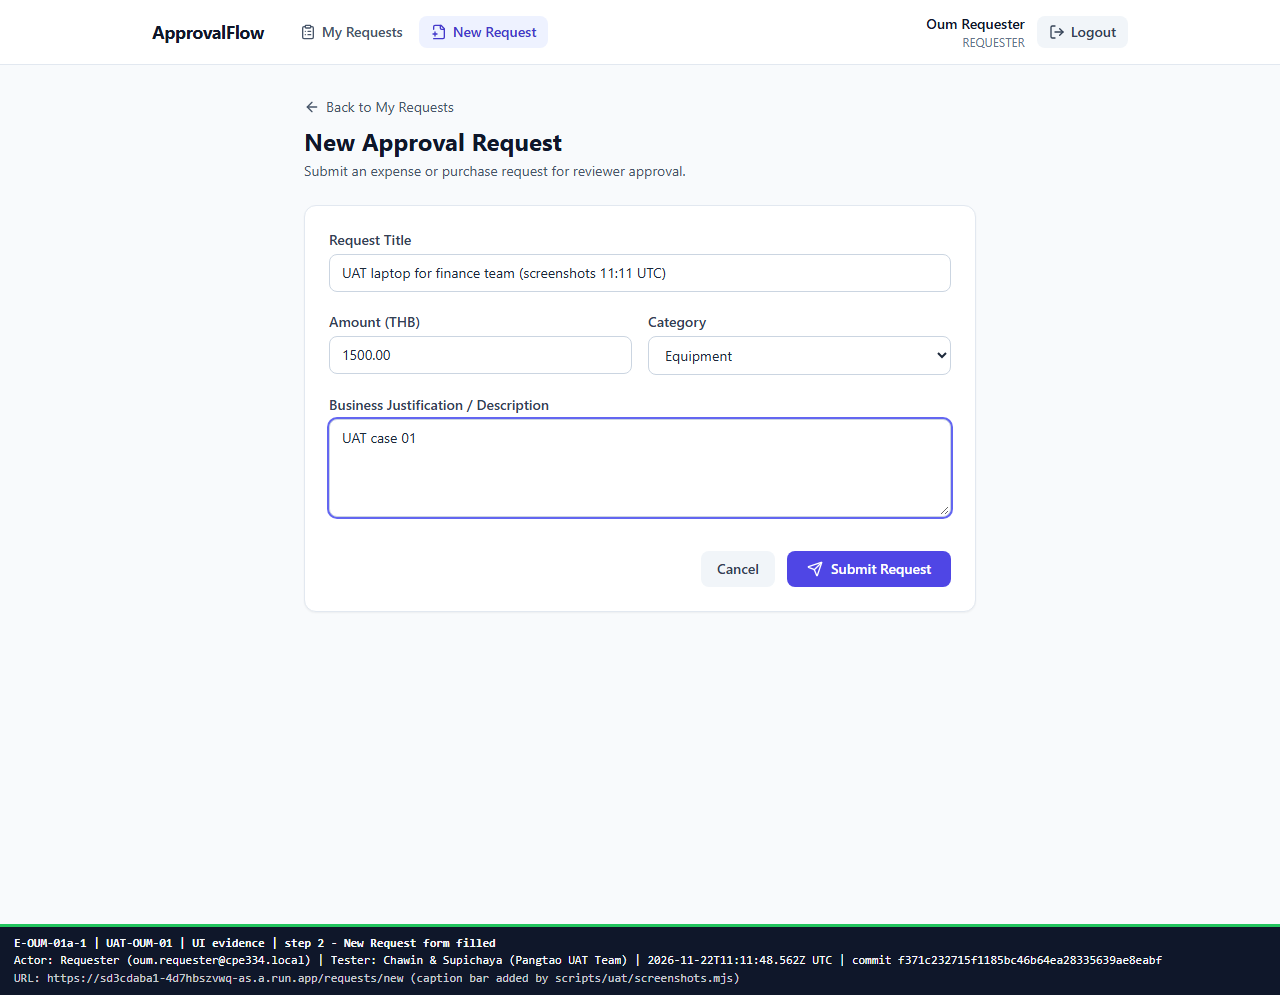 ApprovalFlow
My Requests
New Request
Oum Requester
REQUESTER
Logout
Back to My Requests
New Approval Request
Submit an expense or purchase request for reviewer approval.
Request Title
UAT laptop for finance team (screenshots 11:11 UTC)
Amount (THB)
Category
1500.00
Equipment
Business Justification / Description
UAT case 01
Cancel
Submit Request
E-OUM-01a-1 | UAT-OUM-01 | UI evidence | step 2 - New Request form filled
Actor: Requester (oum.requester@cpe334.local) | Tester: Chawin & Supichaya (Pangtao UAT Team) | 2026-11-22T11:11:48.562Z UTC | commit f371c232715f1185bc46b64ea28335639ae8eabf
URL: https://sd3cdaba1-4d7hbszvwq-as.a.run.app/requests/new (caption bar added by scripts/uat/screenshots.mjs)